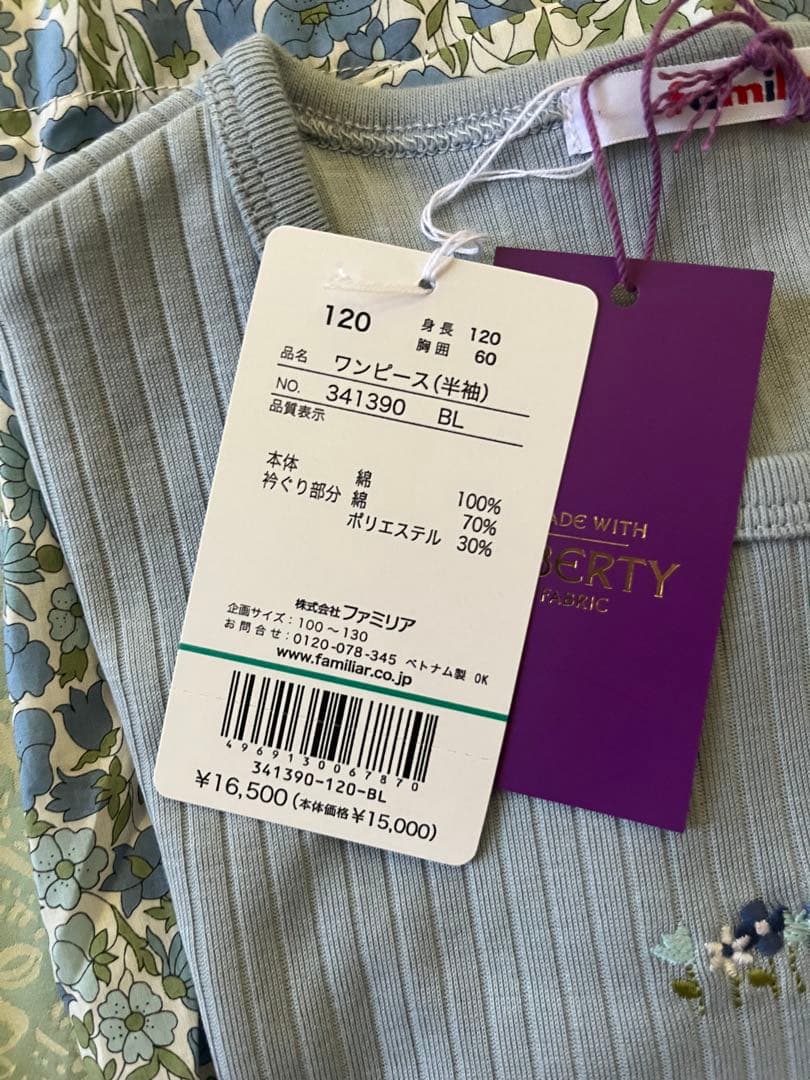 120
身長 120
胸囲 60
品名 ワンピース(半袖)
NO. 341390 BL
品質表示
本体 綿 100%
衿ぐり部分 綿 70%
ポリエステル 30%
株式会社 ファミリア
企画サイズ:100〜130
お問合せ:0120-078-345 ベトナム製 OK
www.familiar.co.jp
4969130067870
341390-120-BL
¥16,500(本体価格¥15,000)
WITH
FABRIC